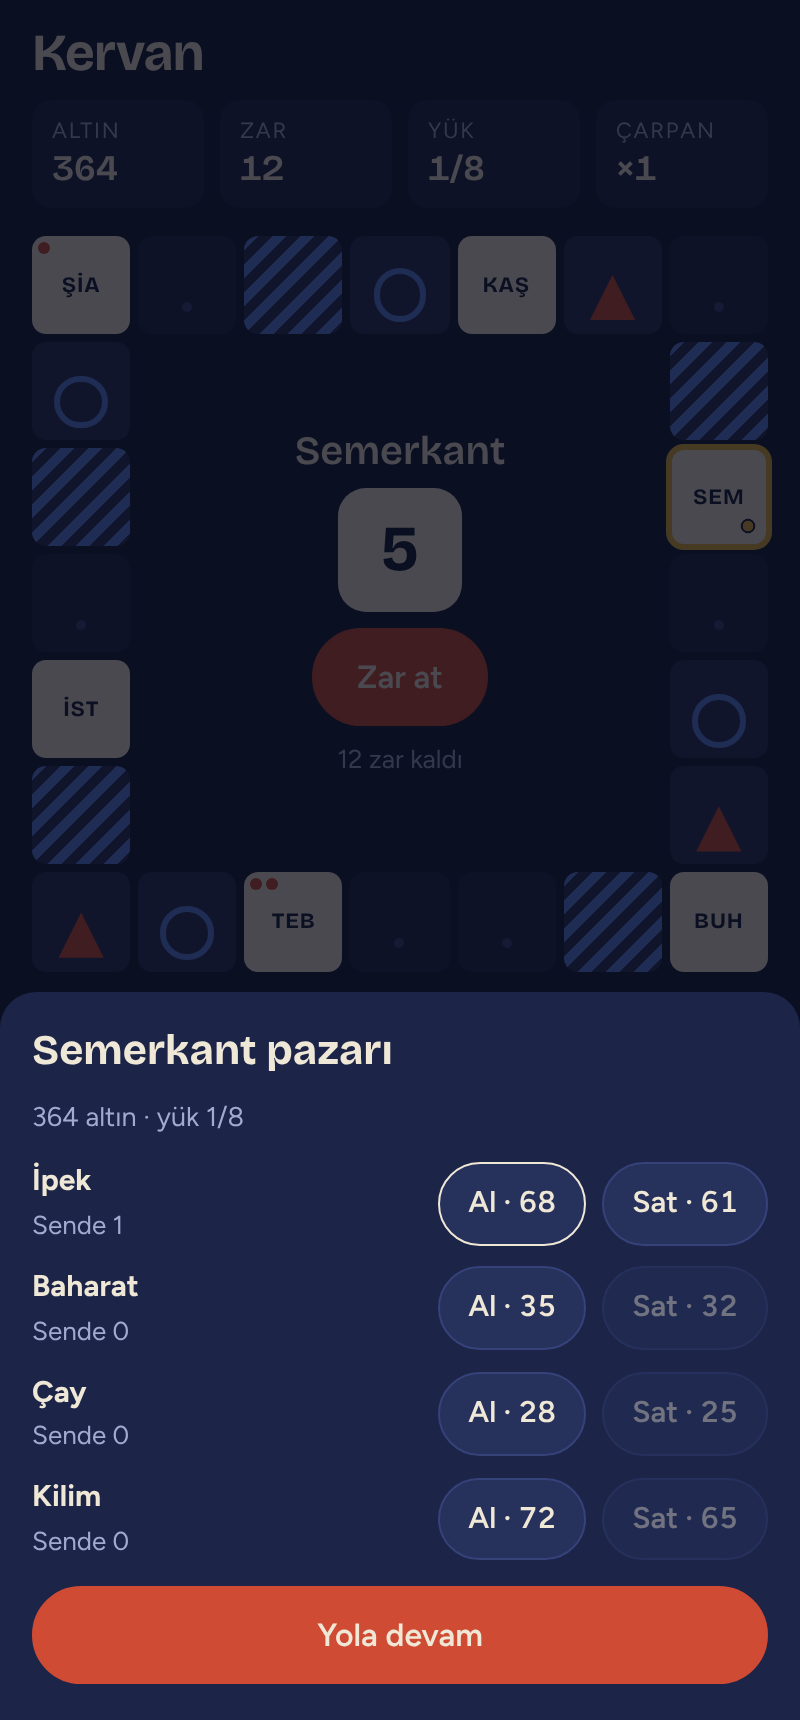 Kervan
ALTIN ZAR YÜK ÇARPAN
364 12 1/8 ×1
ŞİA KAŞ
Semerkant
SEM
5
Zar at
İST
12 zar kaldı
TEB BUH
Semerkant pazarı
364 altın · yük 1/8
İpek
Al · 68 Sat · 61
Sende 1
Baharat
Al · 35 Sat · 32
Sende 0
Çay
Al · 28 Sat · 25
Sende 0
Kilim
Al · 72 Sat · 65
Sende 0
Yola devam